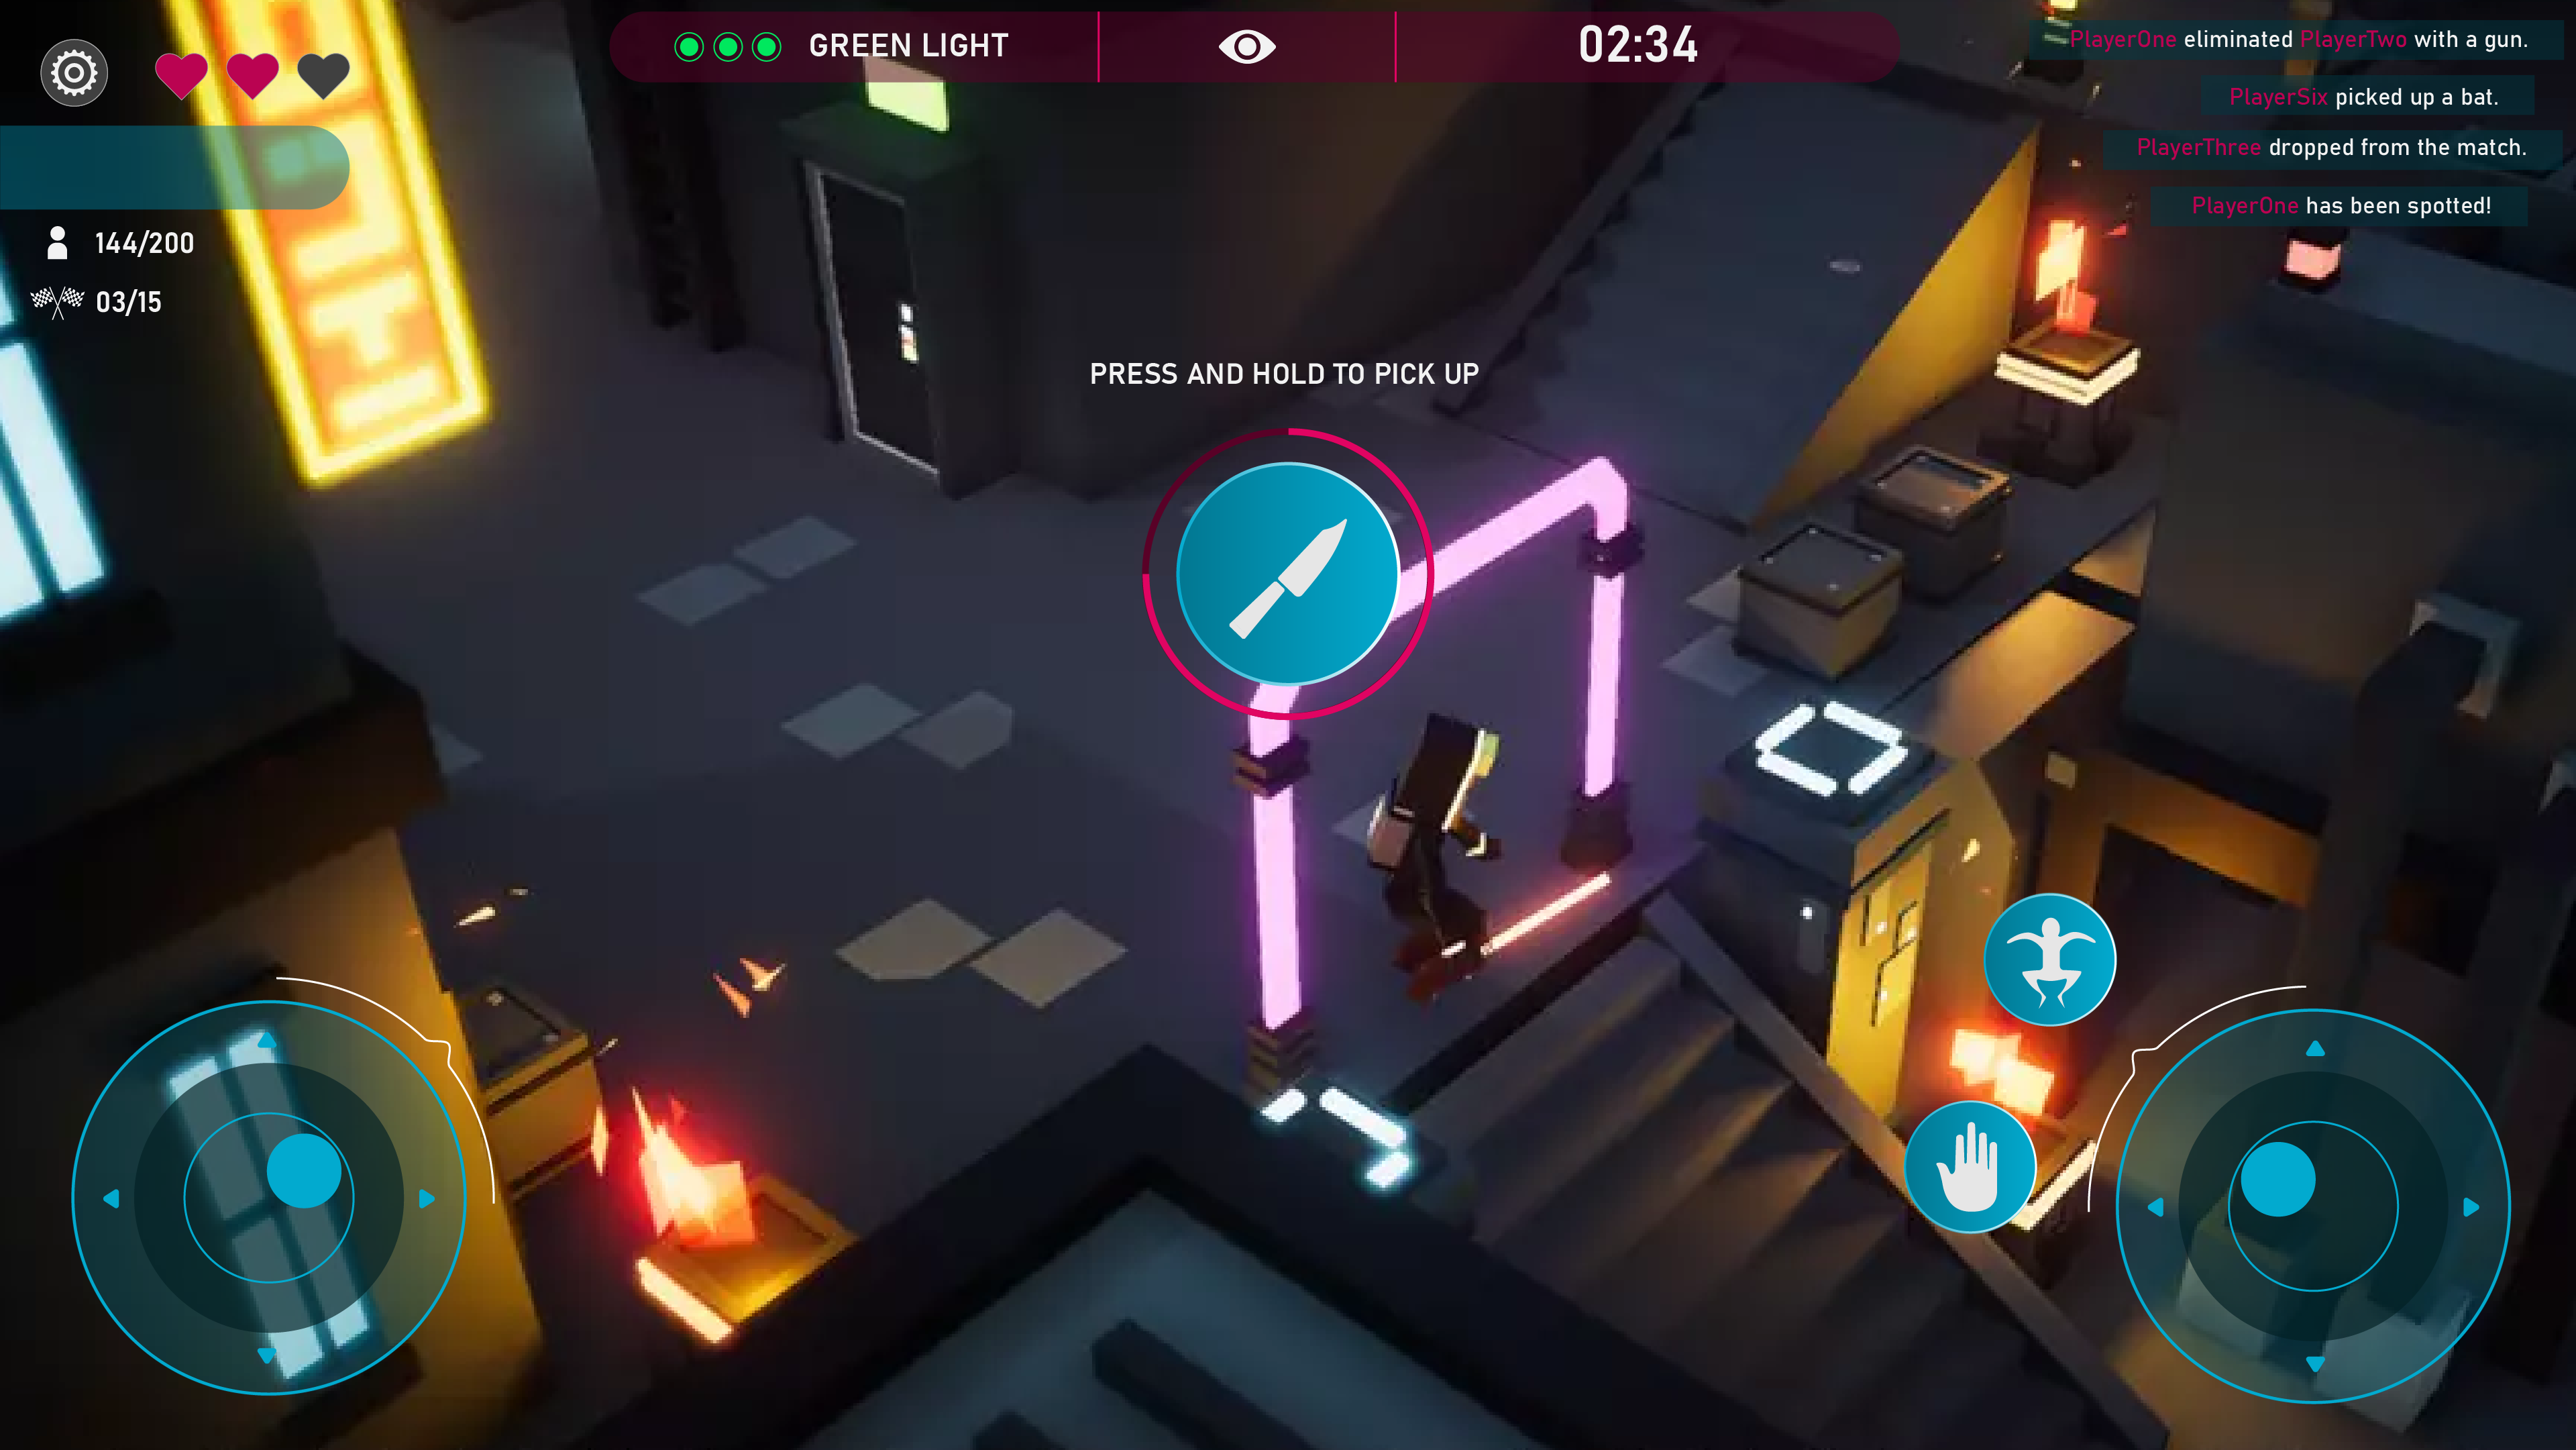 GREEN LIGHT
02:34
PlayerOne eliminated PlayerTwo with a gun.
PlayerSix picked up a bat.
PlayerThree dropped from the match.
PlayerOne has been spotted!
144/200
03/15
PRESS AND HOLD TO PICK UP